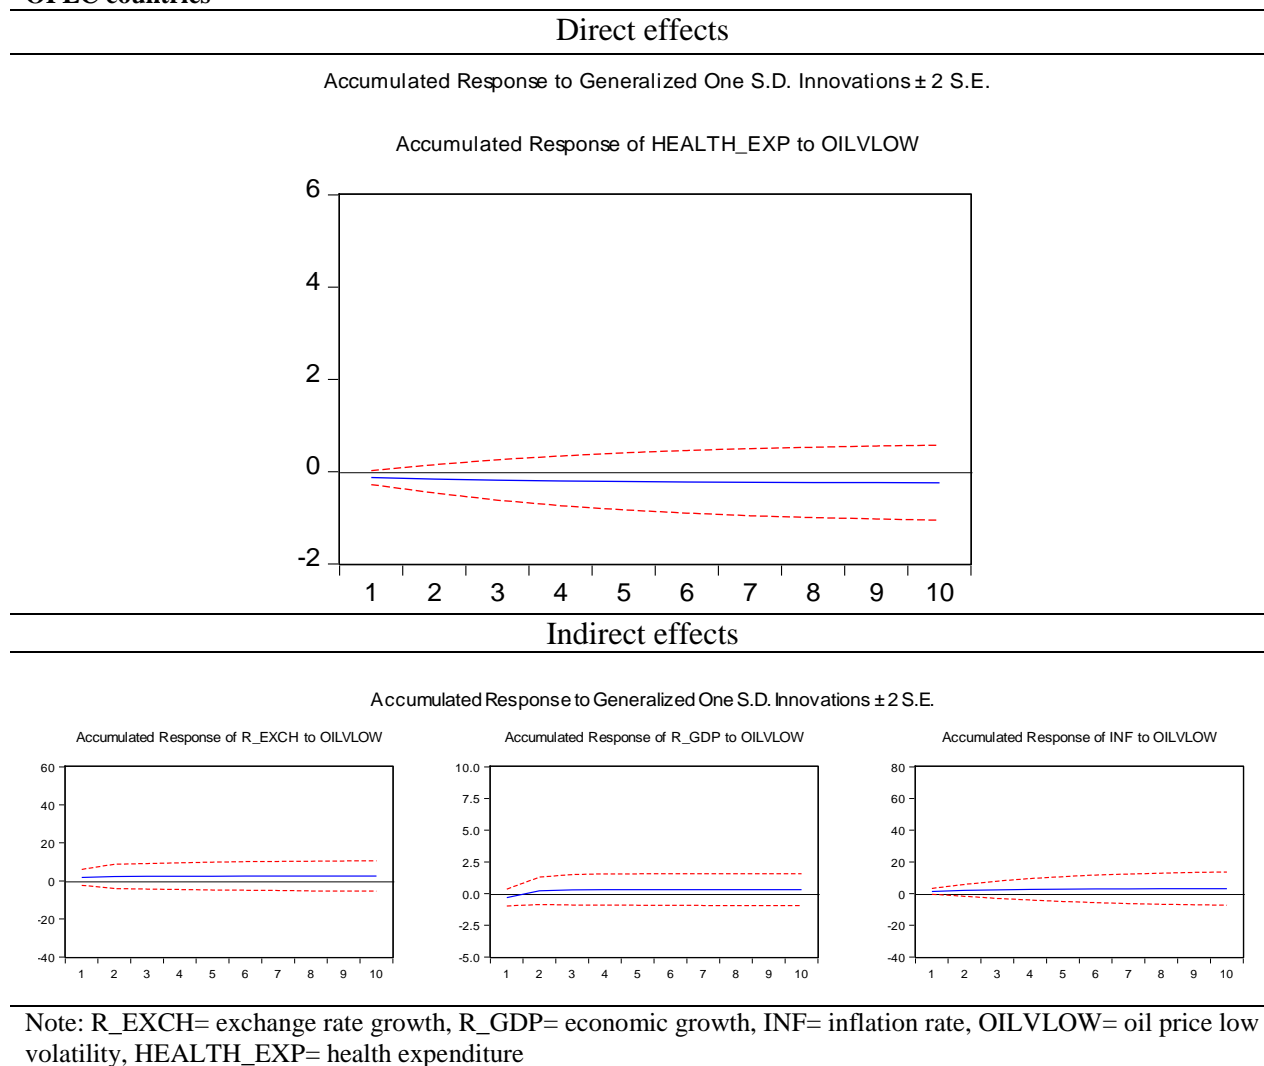 OPEC countries
Direct effects
Accumulated Response to Generalized One S.D. Innovations ± 2 S.E.
Accumulated Response of HEALTH_EXP to OILVLOW
6
4
2
0
-2
1 2 3 4 5 6 7 8 9 10
Indirect effects
Accumulated Response to Generalized One S.D. Innovations ± 2 S.E.
Accumulated Response of R_EXCH to OILVLOW
60
40
20
0
-20
-40
1 2 3 4 5 6 7 8 9 10
Accumulated Response of R_GDP to OILVLOW
10.0
7.5
5.0
2.5
0.0
-2.5
-5.0
1 2 3 4 5 6 7 8 9 10
Accumulated Response of INF to OILVLOW
80
60
40
20
0
-20
-40
1 2 3 4 5 6 7 8 9 10
Note: R_EXCH= exchange rate growth, R_GDP= economic growth, INF= inflation rate, OILVLOW= oil price low
volatility, HEALTH_EXP= health expenditure